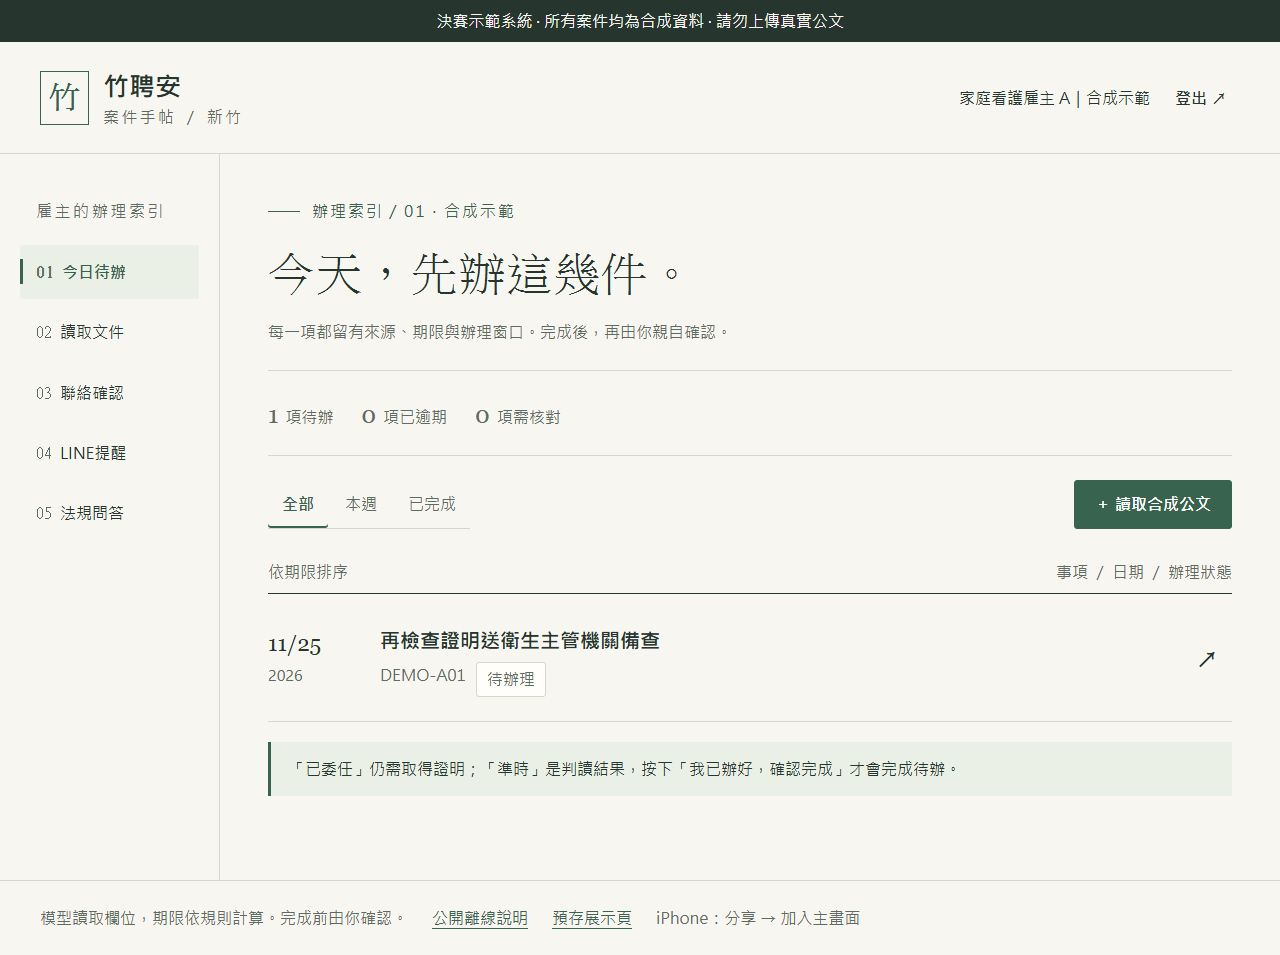 決賽示範系統 · 所有案件均為合成資料 · 請勿上傳真實公文
竹
竹聘安
案件手帖 / 新竹
家庭看護雇主 A | 合成示範
登出 ↗
雇主的辦理索引
01 今日待辦
02 讀取文件
03 聯絡確認
04 LINE提醒
05 法規問答
辦理索引 / 01 · 合成示範
今天，先辦這幾件。
每一項都留有來源、期限與辦理窗口。完成後，再由你親自確認。
1 項待辦 0 項已逾期 0 項需核對
全部 本週 已完成
+ 讀取合成公文
依期限排序
事項 / 日期 / 辦理狀態
11/25
2026
再檢查證明送衛生主管機關備查
DEMO-A01 待辦理
↗
「已委任」仍需取得證明；「準時」是判讀結果，按下「我已辦好，確認完成」才會完成待辦。
模型讀取欄位，期限依規則計算。完成前由你確認。 公開離線說明 預存展示頁 iPhone：分享 → 加入主畫面